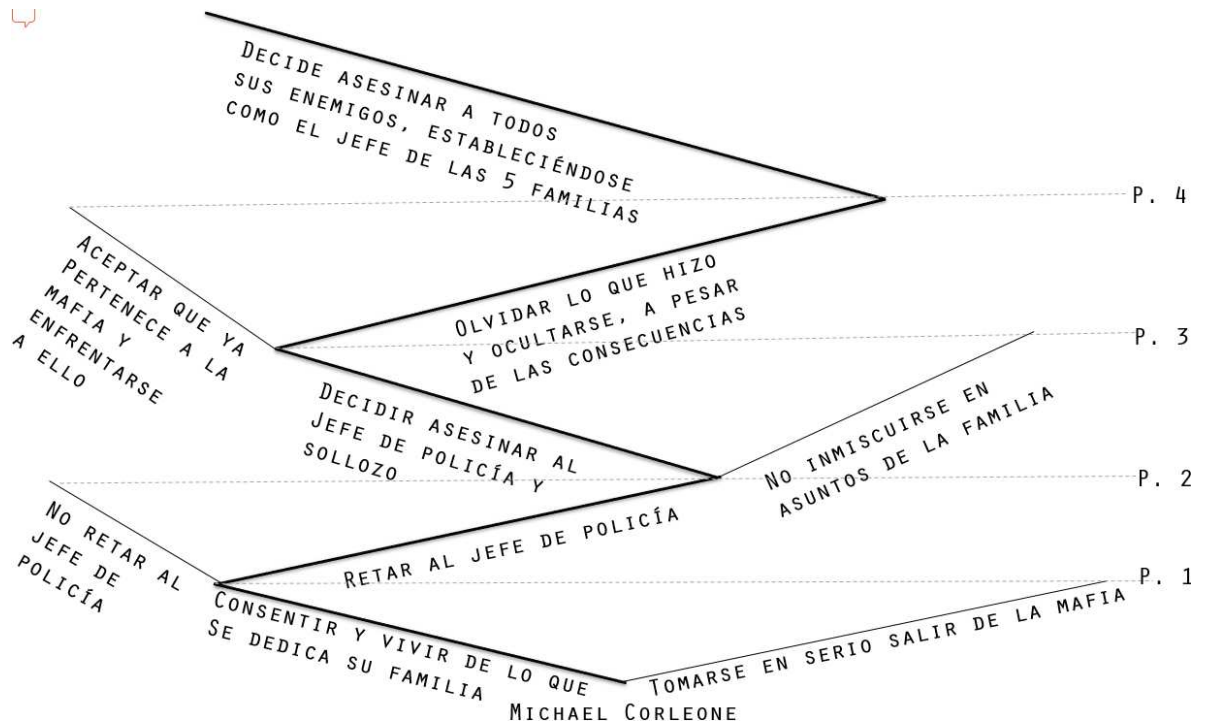 Decide asesinar a todos
sus enemigos, estableciéndose
como el jefe de las 5 familias
P. 4
Aceptar que ya
Pertenece a la
mafia y
enfrentarse
a ello
Olvidar lo que hizo
y ocultarse, a pesar
de las consecuencias
P. 3
Decidir asesinar al
Jefe de policía y
sollozo
No inmiscuirse en
asuntos de la familia
P. 2
No retar al
jefe de
policía
Retar al jefe de policía
P. 1
Consentir y vivir de lo que
Se dedica su familia
Tomarse en serio salir de la mafia
Michael Corleone